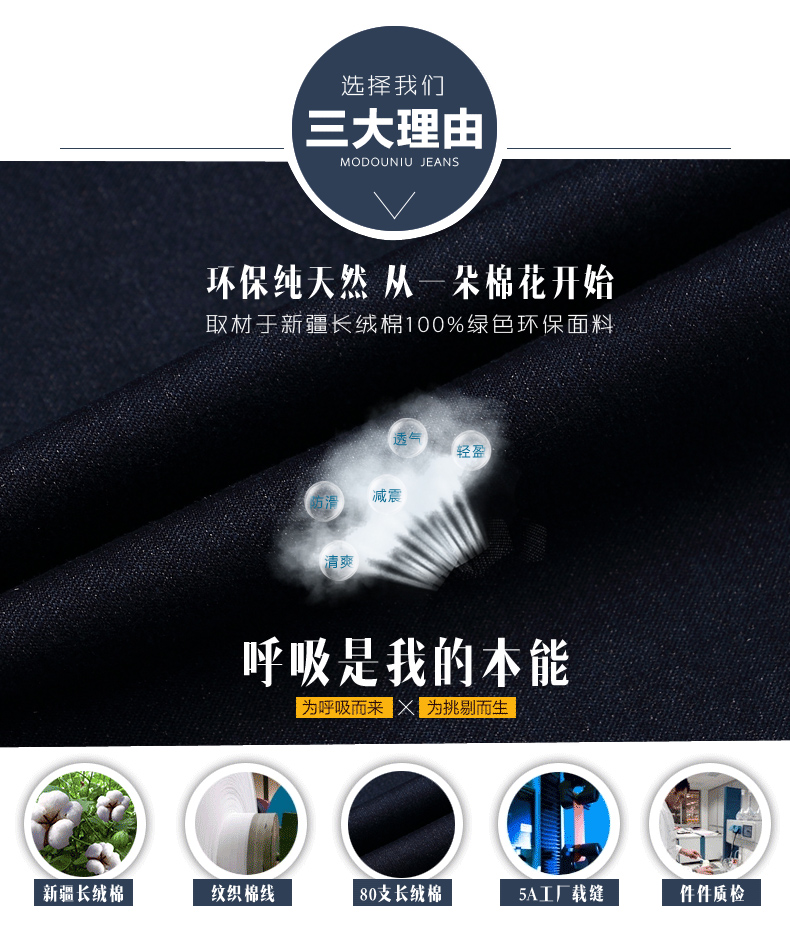 选择我们
三大理由
MODOUNIU JEANS
环保纯天然 从一朵棉花开始
取材于新疆长绒棉100%绿色环保面料
透气
轻盈
防滑
减震
清爽
呼吸是我的本能
为呼吸而来 × 为挑剔而生
新疆长绒棉
纹织棉线
80支长绒棉
5A工厂载缝
件件质检